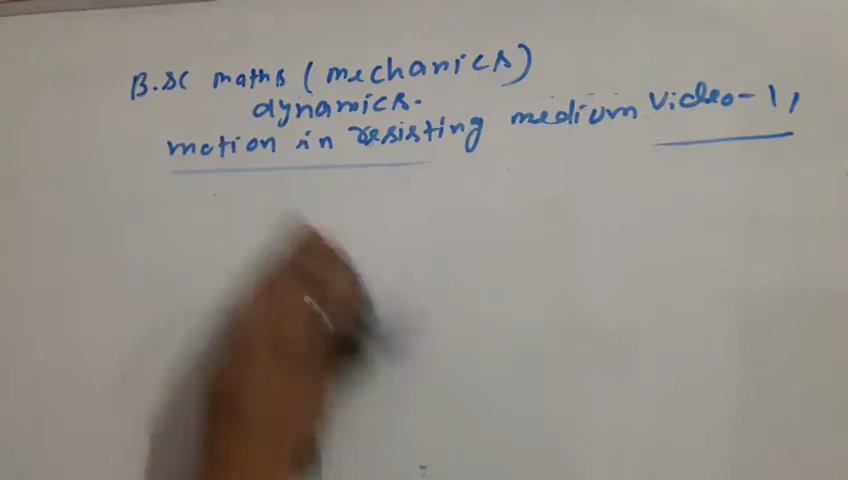 B.SC maths (mechanics)
dynamics.
motion in resisting medium Video-1,